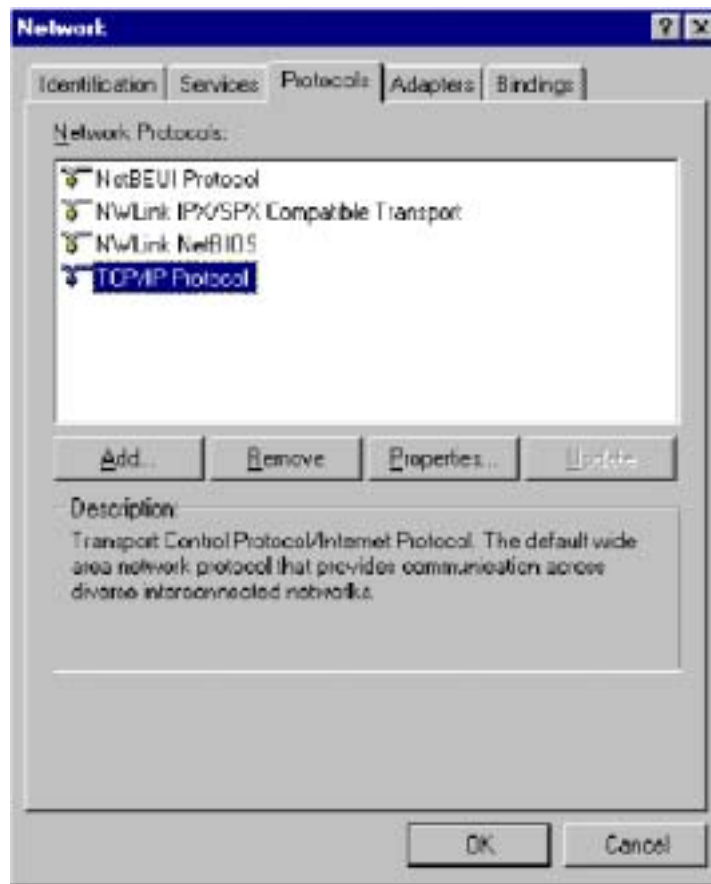 Network
Identification Services Protocols Adapters Bindings
Network Protocols:
NetBEUI Protocol
NWLink IPX/SPX Compatible Transport
NWLink NetBIOS
TCP/IP Protocol
Add... Remove Properties... Update...
Description:
Transport Control Protocol/Internet Protocol. The default wide
area network protocol that provides communication across
diverse interconnected networks.
OK Cancel